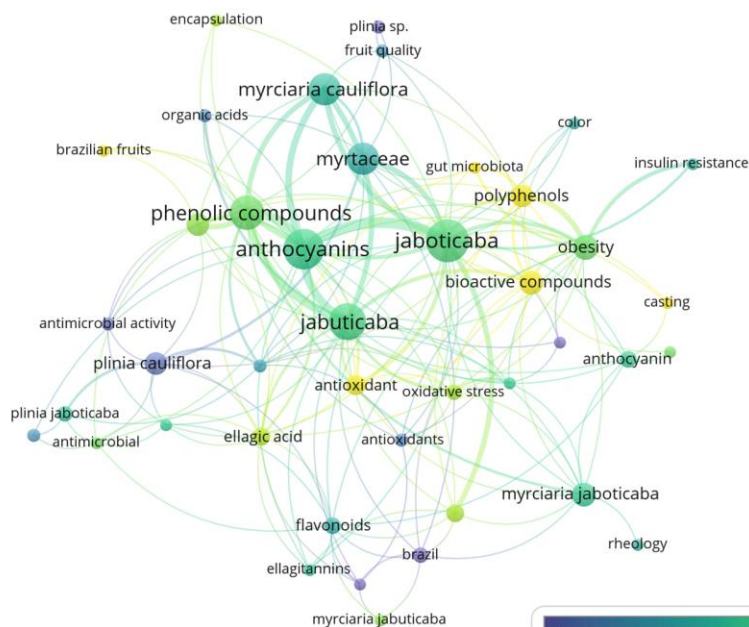 encapsulation
plinia sp.
fruit quality
myrciaria cauliflora
organic acids
color
brazilian fruits
myrtaceae
gut microbiota
insulin resistance
polyphenols
phenolic compounds
anthocyanins
jaboticaba
obesity
bioactive compounds
casting
jabuticaba
antimicrobial activity
plinia cauliflora
anthocyanin
antioxidant
oxidative stress
plinia jaboticaba
antimicrobial
ellagic acid
antioxidants
myrciaria jaboticaba
flavonoids
rheology
brazil
ellagitannins
myrciaria jabuticaba